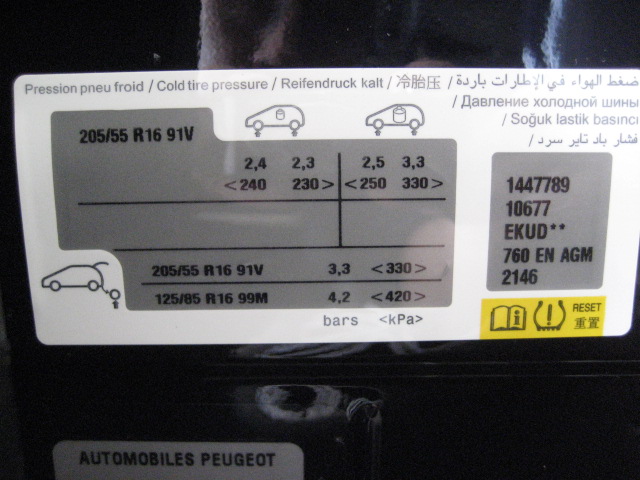 Pression pneu froid / Cold tire pressure / Reifendruck kalt / 冷胎压 / ضغط الهواء في الإطارات باردة
/ Давление холодной шины
/ Soğuk lastik basıncı
/ فشار باد تایر سرد
205/55 R16 91V
2,4 2,3 2,5 3,3
<240 230> <250 330>
205/55 R16 91V 3,3 <330>
125/85 R16 99M 4,2 <420>
bars <kPa>
1447789
10677
EKUD**
760 EN AGM
2146
RESET
重置
AUTOMOBILES PEUGEOT